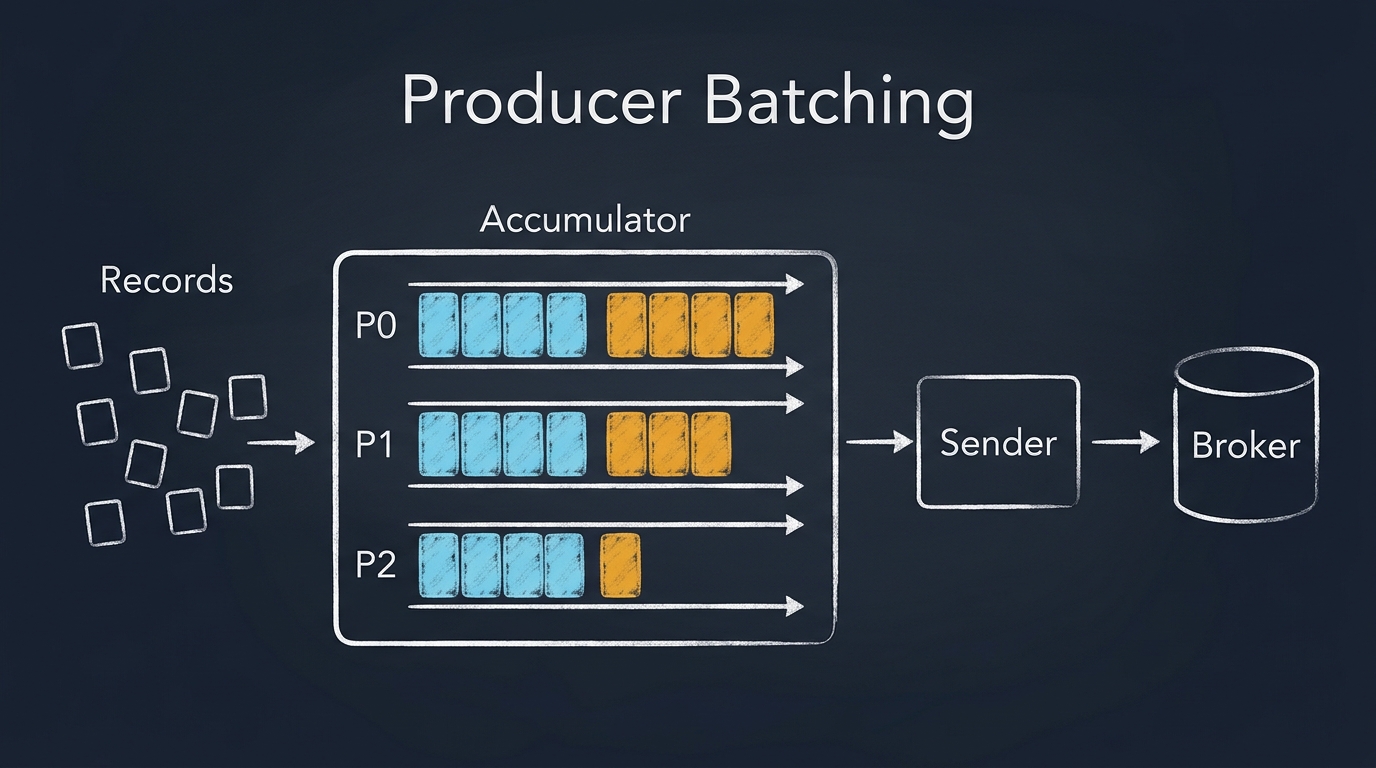 Producer Batching
Accumulator
Records
P0
P1
P2
Sender
Broker